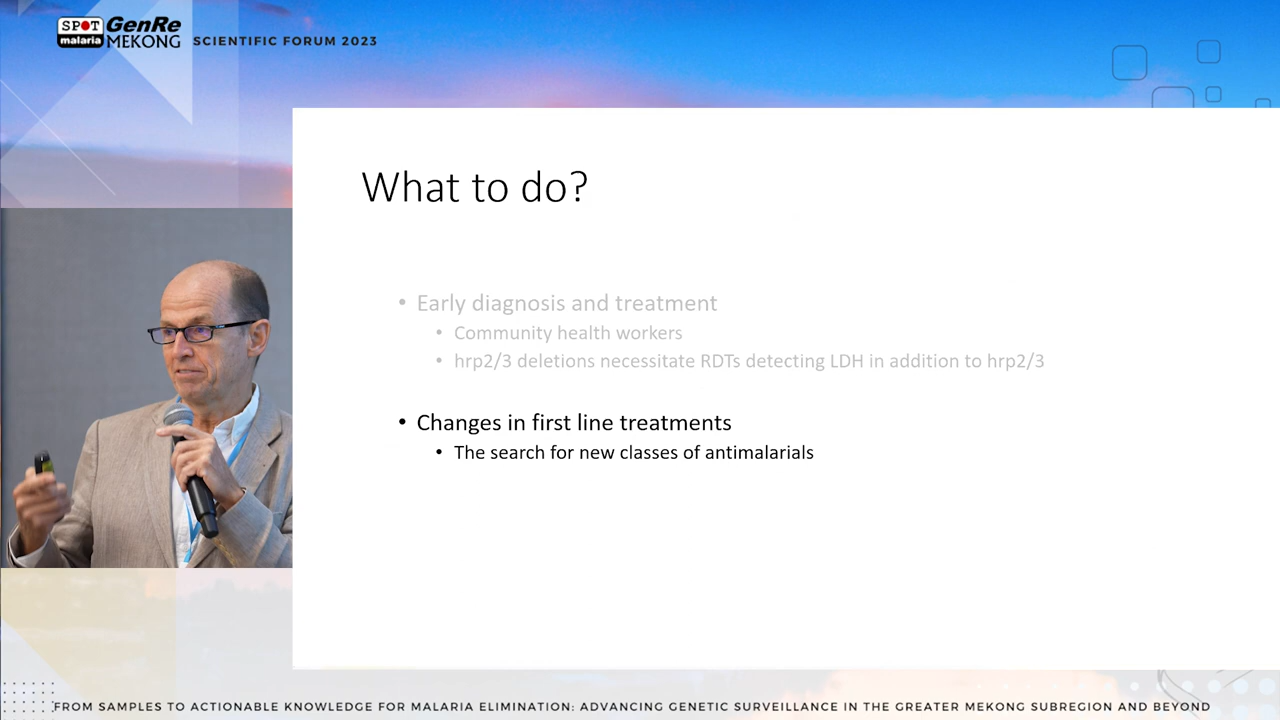 SPOT malaria GenRe MEKONG SCIENTIFIC FORUM 2023
What to do?
• Early diagnosis and treatment
• Community health workers
• hrp2/3 deletions necessitate RDTs detecting LDH in addition to hrp2/3
• Changes in first line treatments
• The search for new classes of antimalarials
FROM SAMPLES TO ACTIONABLE KNOWLEDGE FOR MALARIA ELIMINATION: ADVANCING GENETIC SURVEILLANCE IN THE GREATER MEKONG SUBREGION AND BEYOND